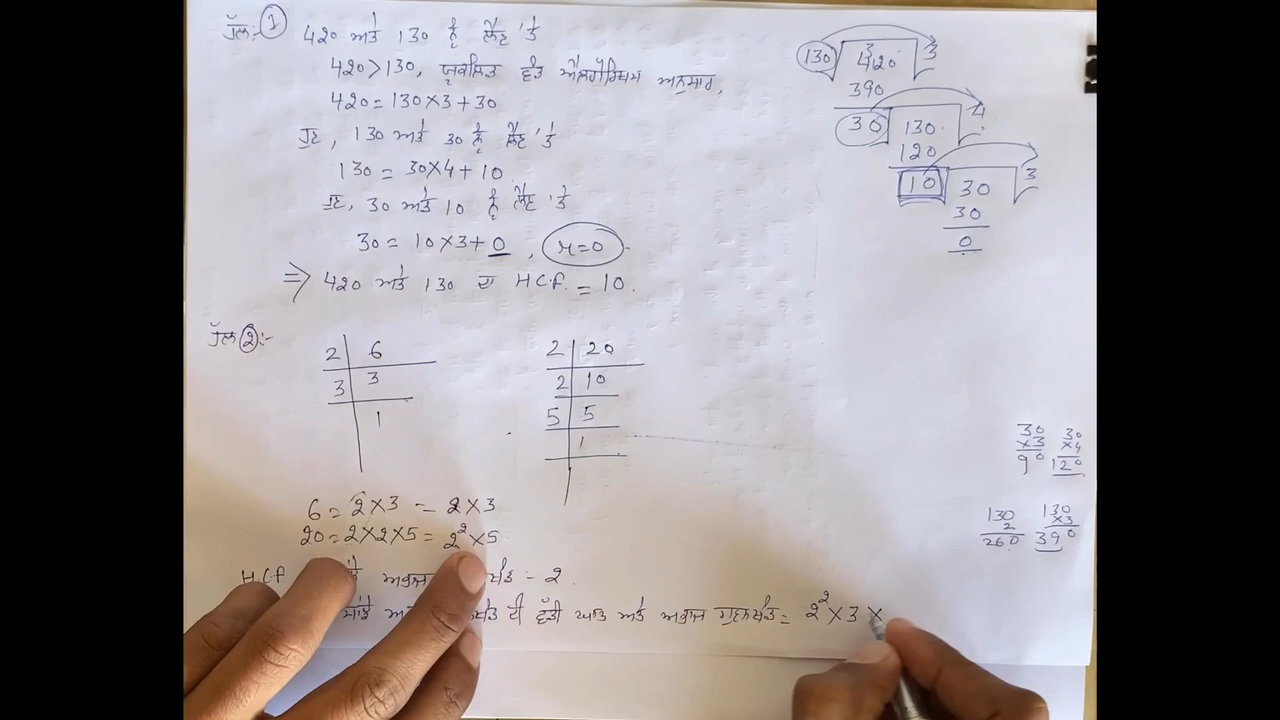 ਹੱਲ:- ① 420 ਅਤੇ 130 ਨੂੰ ਲੈਣ 'ਤੇ
420>130, ਯੂਕਲਿਡ ਵੰਡ ਐਲਗੋਰਿਥਮ ਅਨੁਸਾਰ,
420=130×3+30
ਹੁਣ, 130 ਅਤੇ 30 ਨੂੰ ਲੈਣ 'ਤੇ
130 = 30×4+10
ਹੁਣ, 30 ਅਤੇ 10 ਨੂੰ ਲੈਣ 'ਤੇ
30 = 10×3+0, r=0
⇒ 420 ਅਤੇ 130 ਦਾ H.C.F. = 10.
130 420 3
390
30 130 4
120
10 30 3
30
0
ਹੱਲ ②:-
2 6
3 3
1
2 20
2 10
5 5
1
30 ×3 90
30 ×4 120
130 2 260
130 ×3 390
6 = 2×3 = 2×3
20 = 2×2×5 = 2²×5
H.C.F = 2.
ਦੀ ਵੱਡੀ ਘਾਤ ਅਤੇ ਅਭਾਜ ਗੁਣਨਖੰਡ = 2²×3×